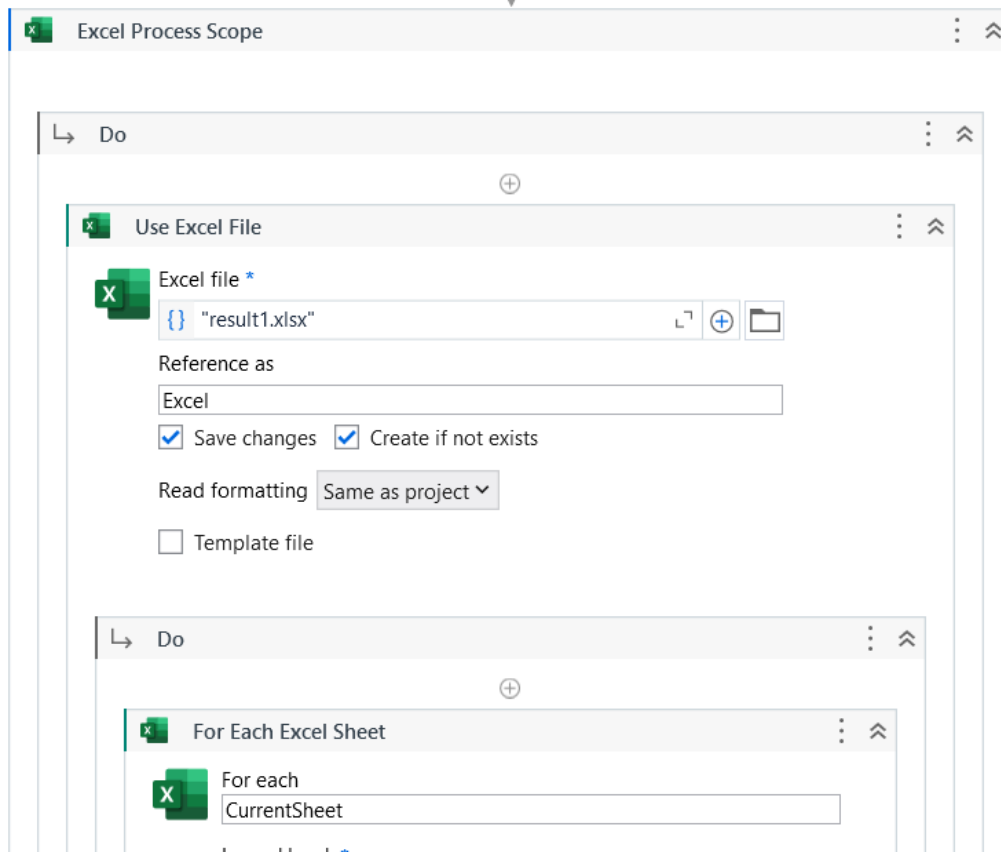 Excel Process Scope
Do
Use Excel File
Excel file *
{} "result1.xlsx"
Reference as
Excel
Save changes Create if not exists
Read formatting Same as project
Template file
Do
For Each Excel Sheet
For each
CurrentSheet